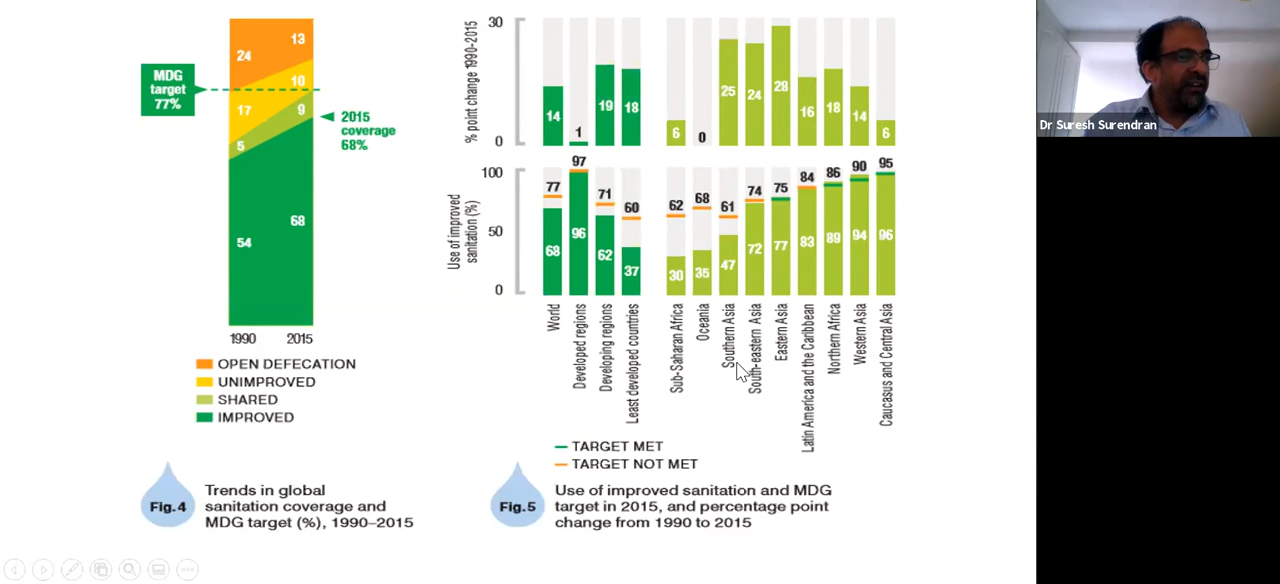 24
13
MDG
target
77%
10
17
9
2015
coverage
68%
5
68
54
1990
2015
OPEN DEFECATION
UNIMPROVED
SHARED
IMPROVED
Fig.4
Trends in global
sanitation coverage and
MDG target (%), 1990–2015
% point change 1990-2015
30
0
14
1
19
18
6
0
25
24
28
16
18
14
6
Use of improved
sanitation (%)
100
50
0
77
97
71
60
62
68
61
74
75
84
86
90
95
68
96
62
37
30
35
47
72
77
83
89
94
96
World
Developed regions
Developing regions
Least developed countries
Sub-Saharan Africa
Oceania
Southern Asia
South-eastern Asia
Eastern Asia
Latin America and the Caribbean
Northern Africa
Western Asia
Caucasus and Central Asia
TARGET MET
TARGET NOT MET
Fig.5
Use of improved sanitation and MDG
target in 2015, and percentage point
change from 1990 to 2015
Dr Suresh Surendran